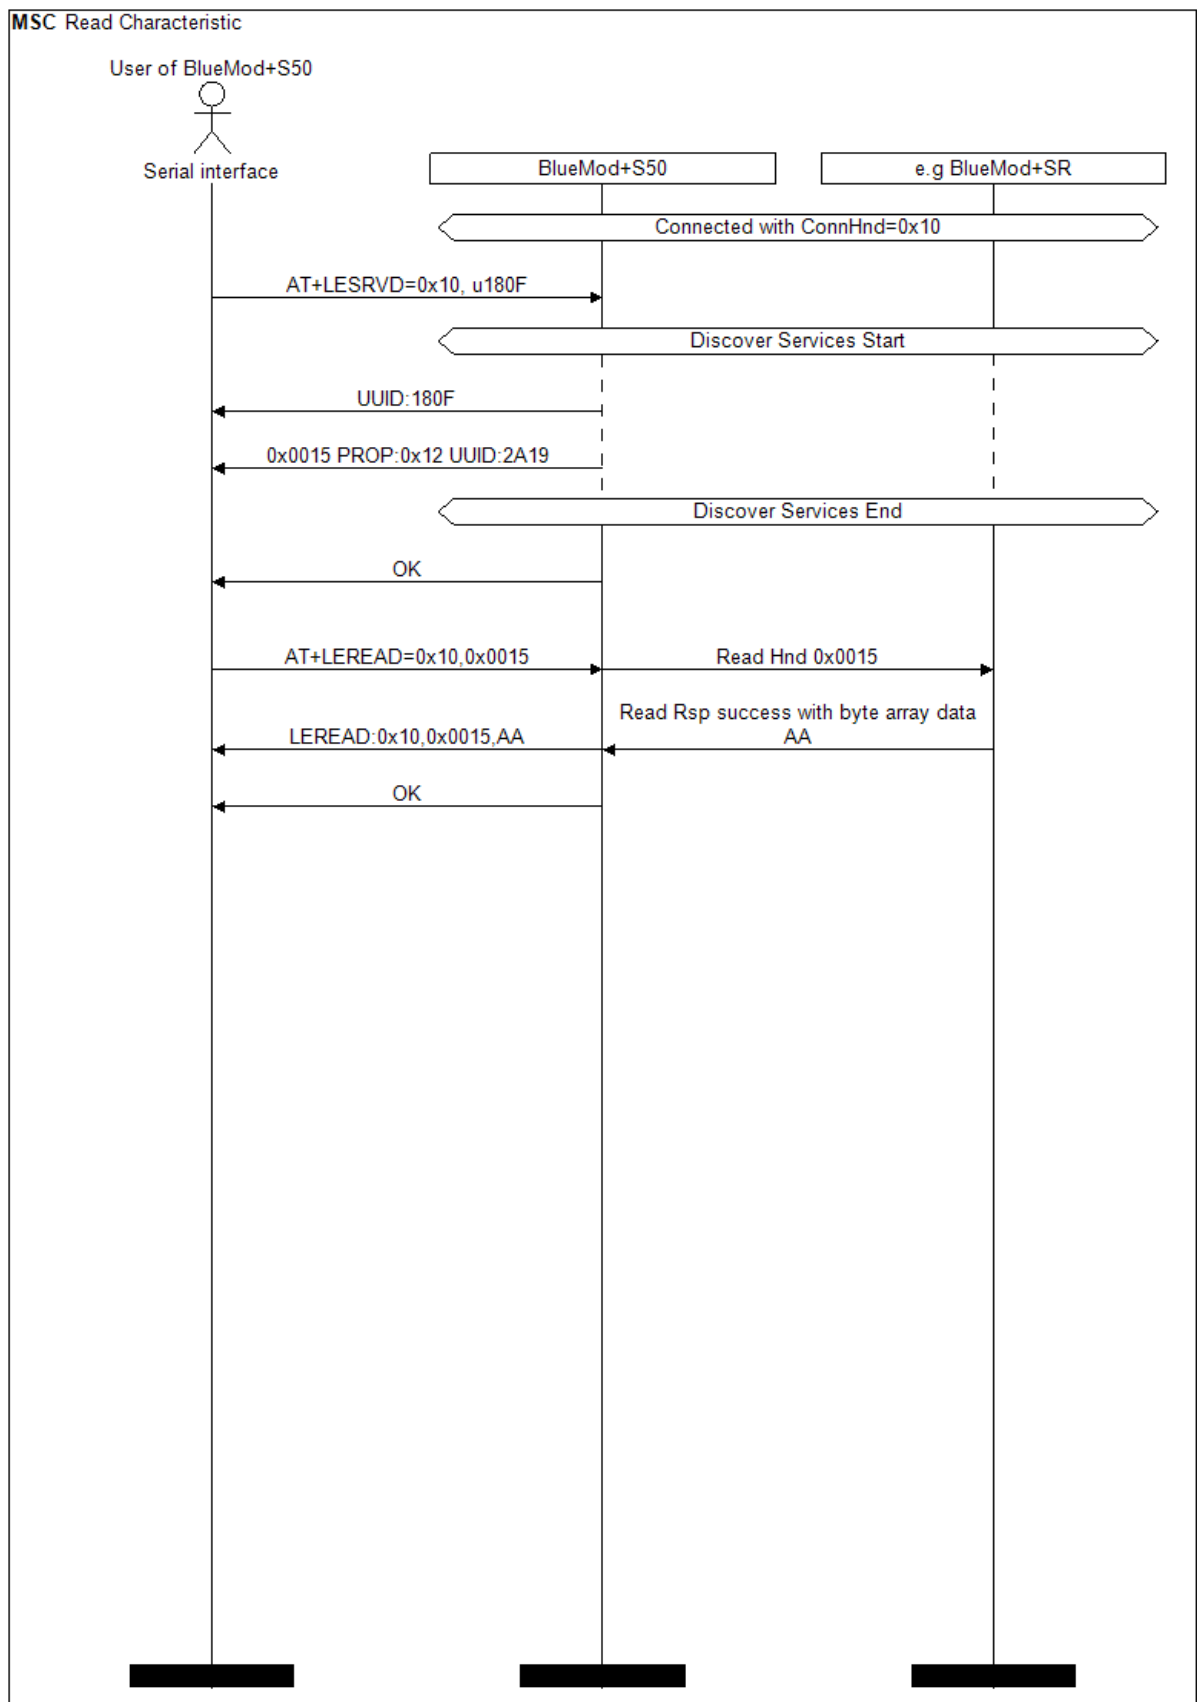 MSC Read Characteristic
User of BlueMod+S50
Serial interface
BlueMod+S50
e.g BlueMod+SR
Connected with ConnHnd=0x10
AT+LESRVD=0x10, u180F
Discover Services Start
UUID:180F
0x0015 PROP:0x12 UUID:2A19
Discover Services End
OK
AT+LEREAD=0x10,0x0015
Read Hnd 0x0015
Read Rsp success with byte array data
LEREAD:0x10,0x0015,AA
AA
OK